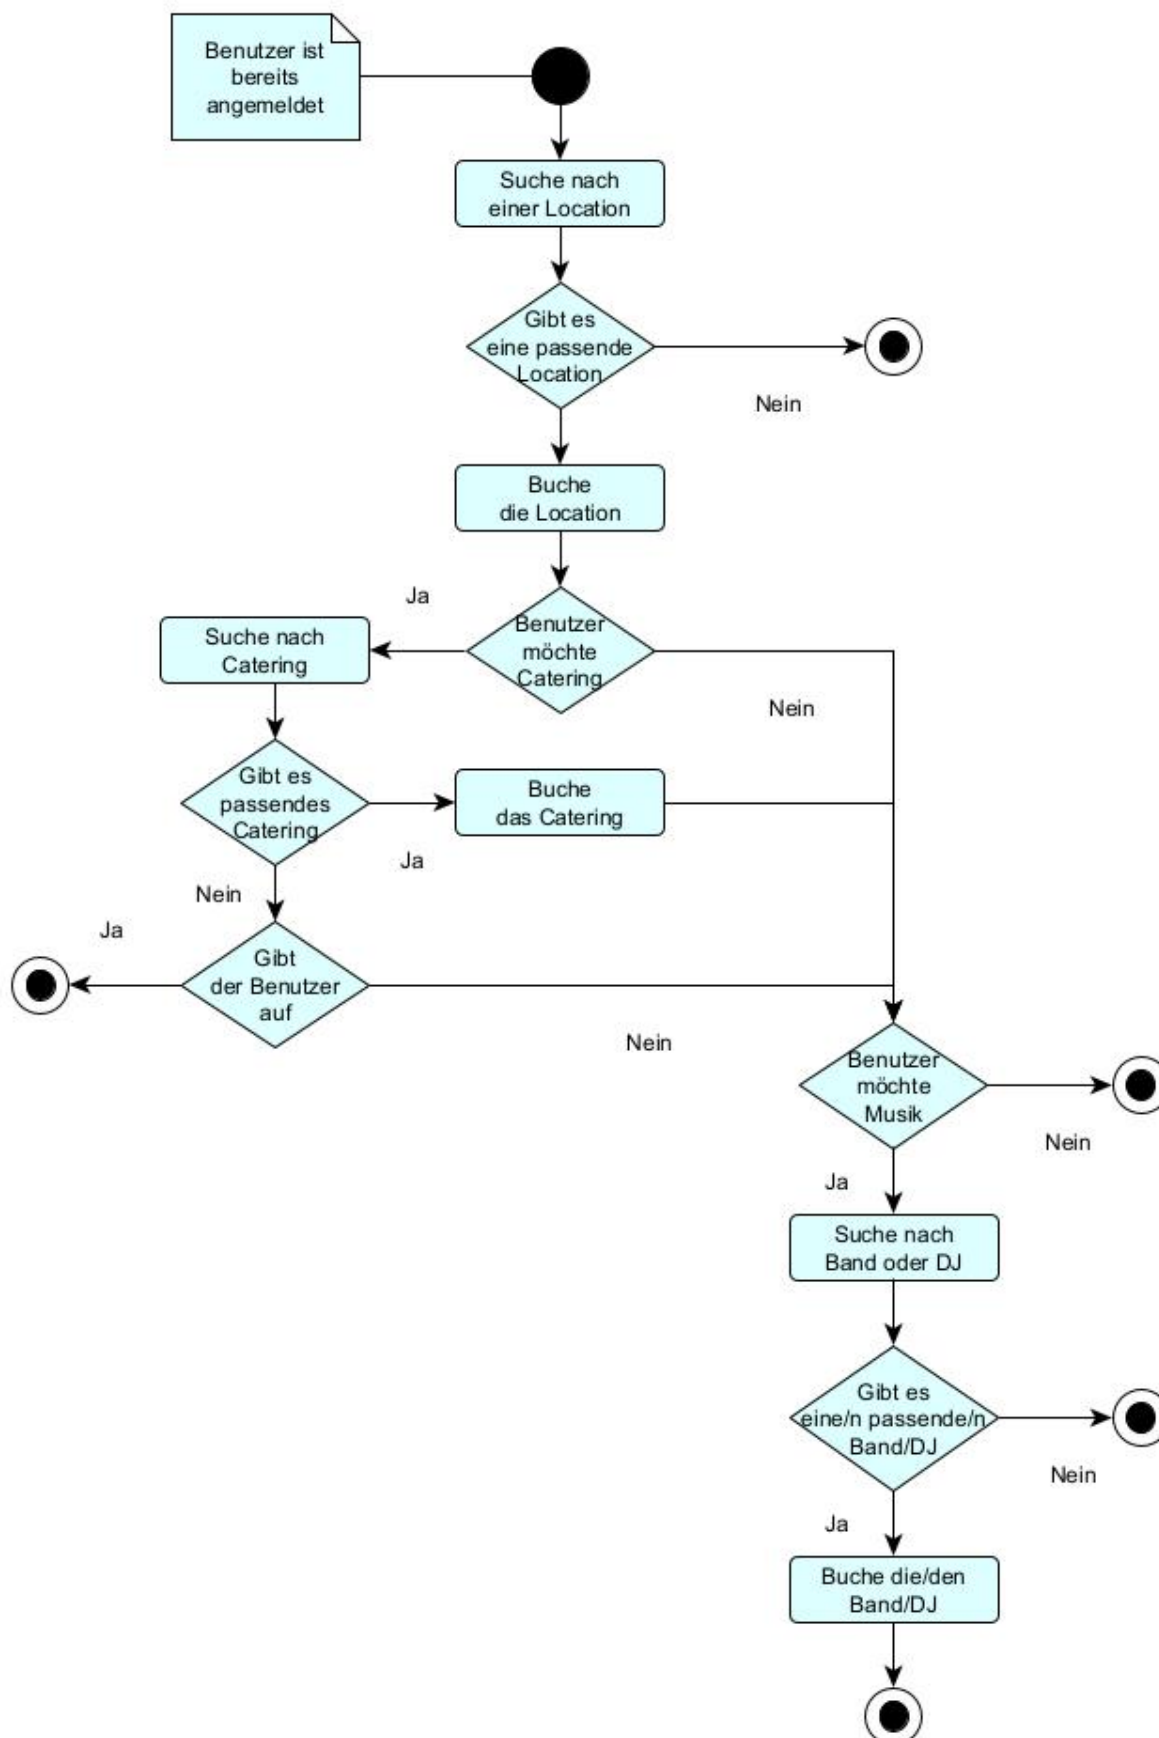 Benutzer ist
bereits
angemeldet
Suche nach
einer Location
Gibt es
eine passende
Location
Nein
Buche
die Location
Ja
Benutzer
möchte
Catering
Nein
Suche nach
Catering
Gibt es
passendes
Catering
Ja
Buche
das Catering
Nein
Ja
Gibt
der Benutzer
auf
Nein
Benutzer
möchte
Musik
Nein
Ja
Suche nach
Band oder DJ
Gibt es
eine/n passende/n
Band/DJ
Nein
Ja
Buche die/den
Band/DJ